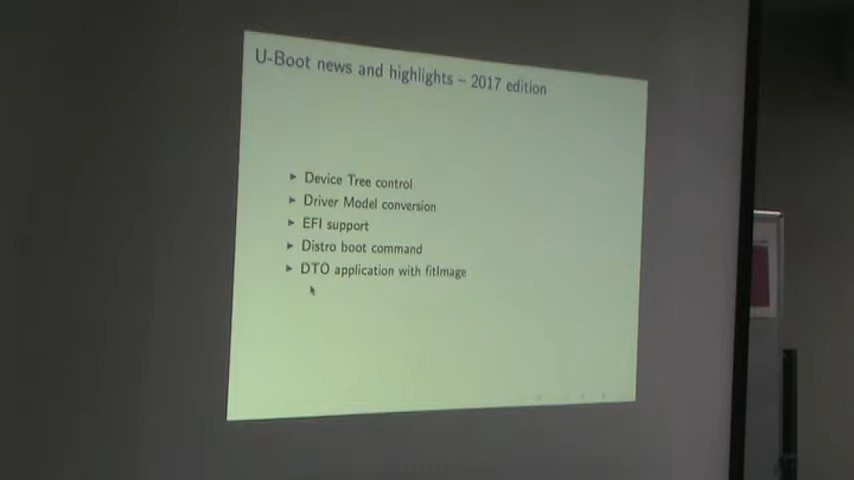 U-Boot news and highlights – 2017 edition
▶ Device Tree control
▶ Driver Model conversion
▶ EFI support
▶ Distro boot command
▶ DTO application with fitImage